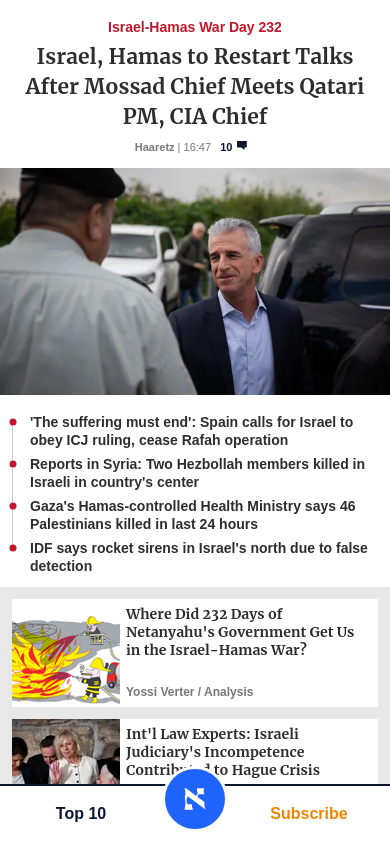 Israel-Hamas War Day 232
Israel, Hamas to Restart Talks
After Mossad Chief Meets Qatari
PM, CIA Chief
Haaretz | 16:47 10
'The suffering must end': Spain calls for Israel to
obey ICJ ruling, cease Rafah operation
Reports in Syria: Two Hezbollah members killed in
Israeli in country's center
Gaza's Hamas-controlled Health Ministry says 46
Palestinians killed in last 24 hours
IDF says rocket sirens in Israel's north due to false
detection
Where Did 232 Days of
Netanyahu's Government Get Us
in the Israel-Hamas War?
Yossi Verter / Analysis
Int'l Law Experts: Israeli
Judiciary's Incompetence
Contributed to Hague Crisis
Top 10
Subscribe